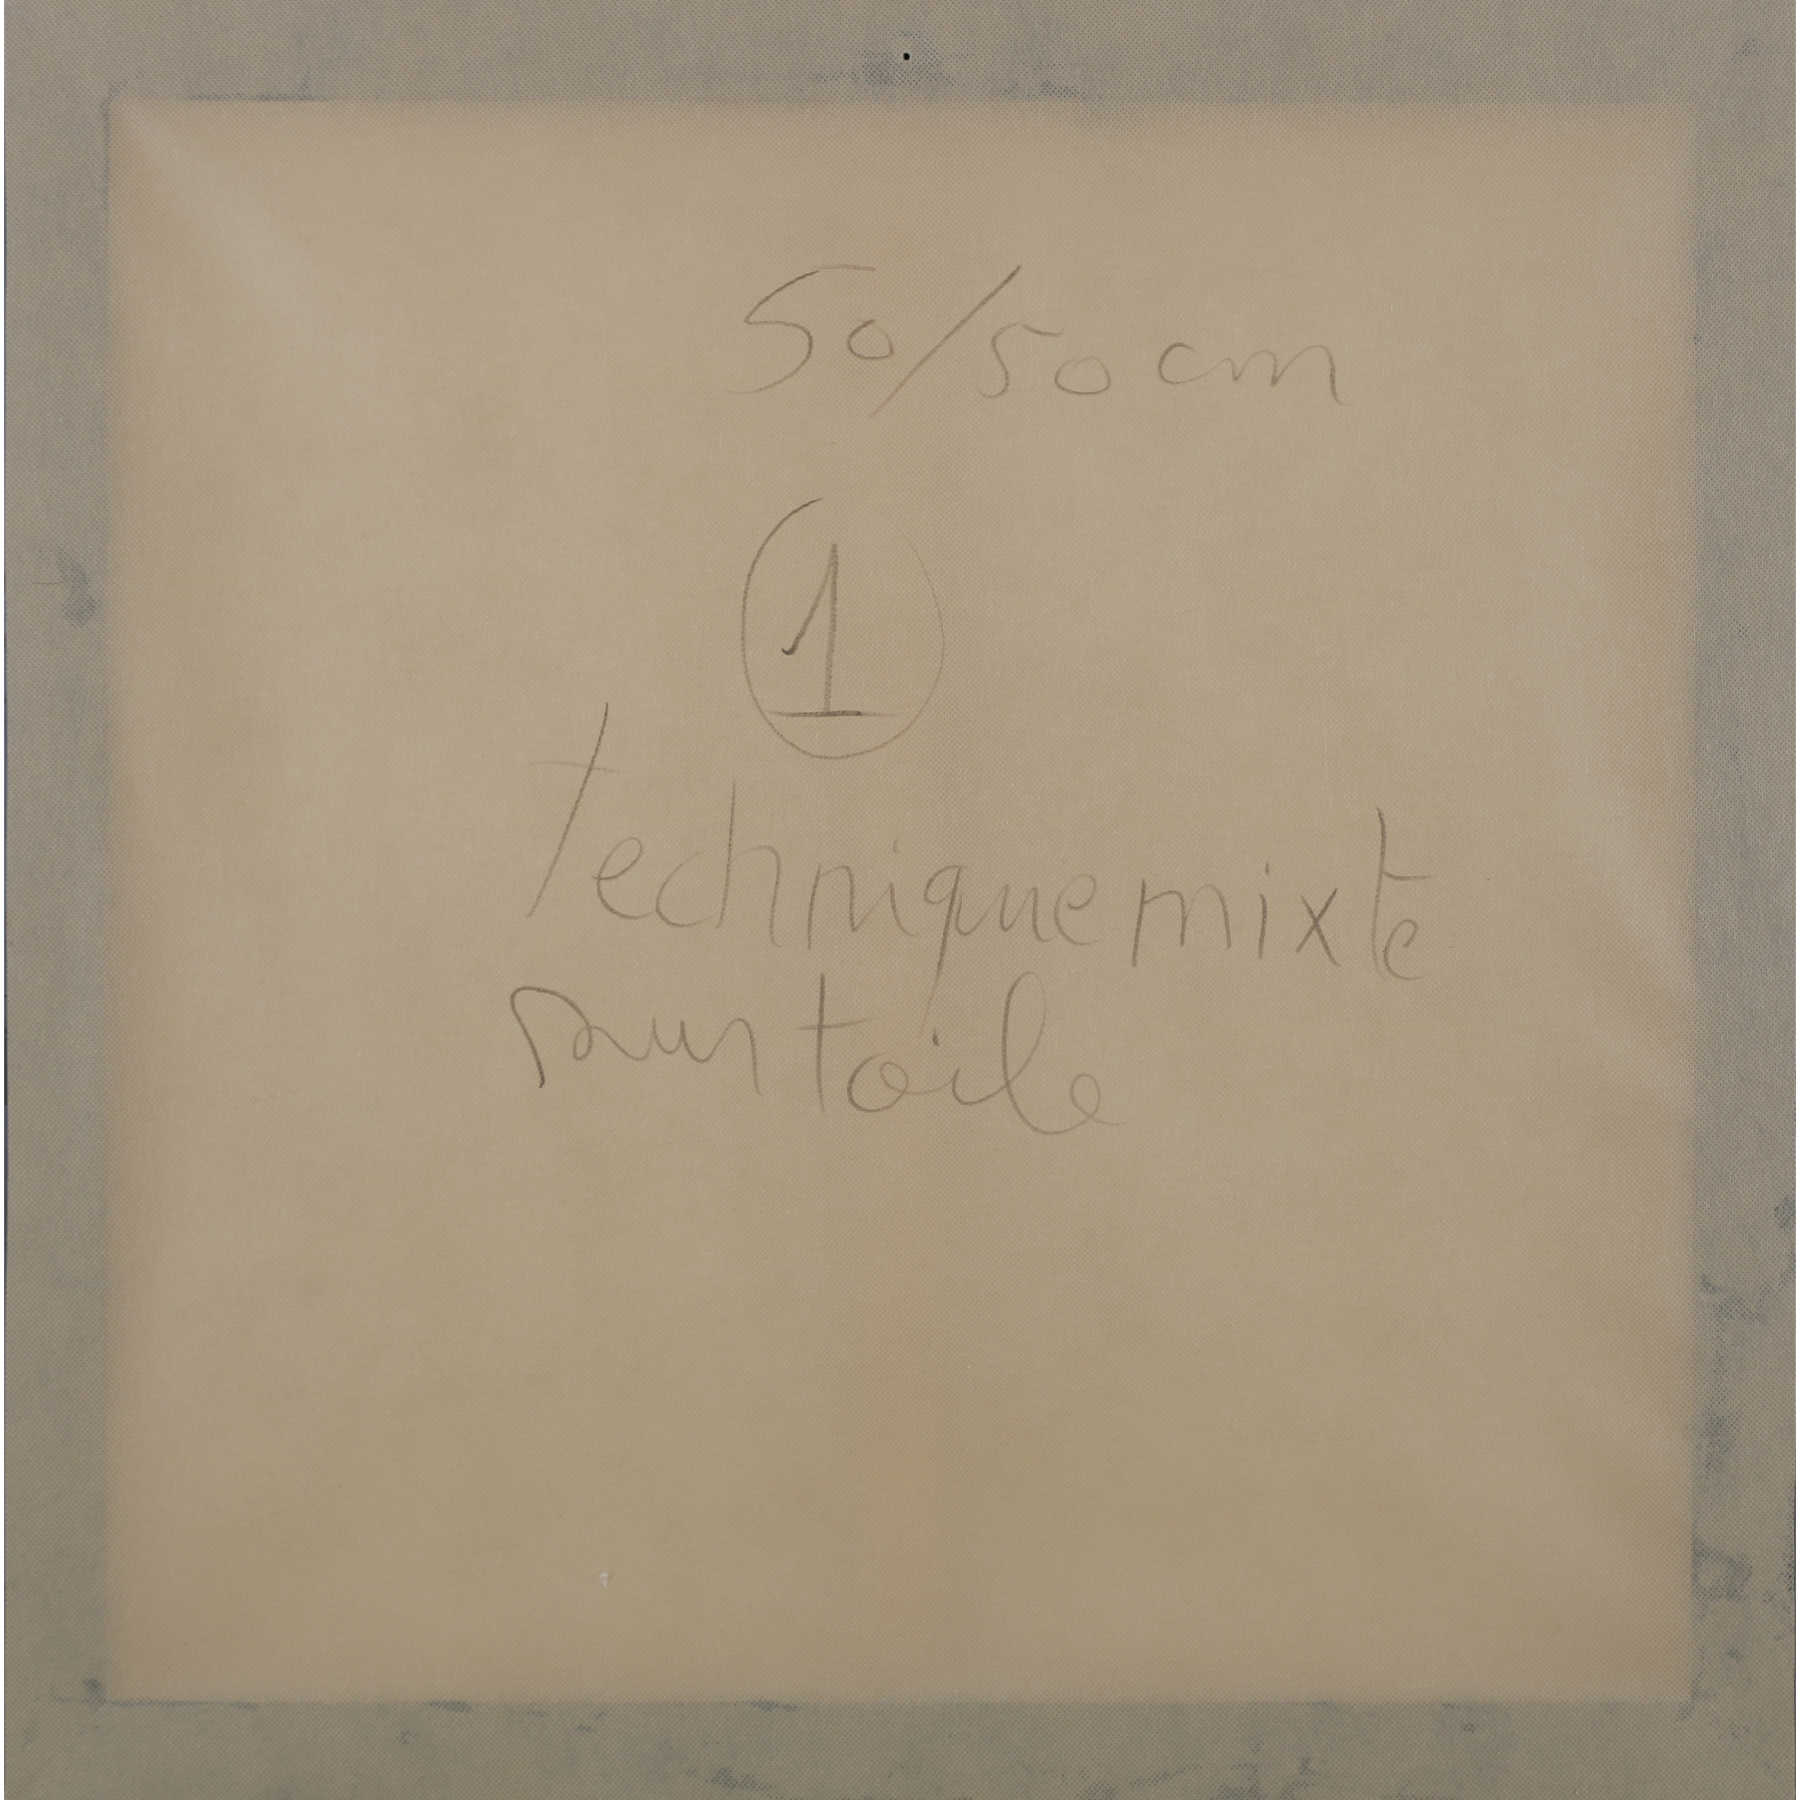 50/50 cm
1
technique mixte
sur toile